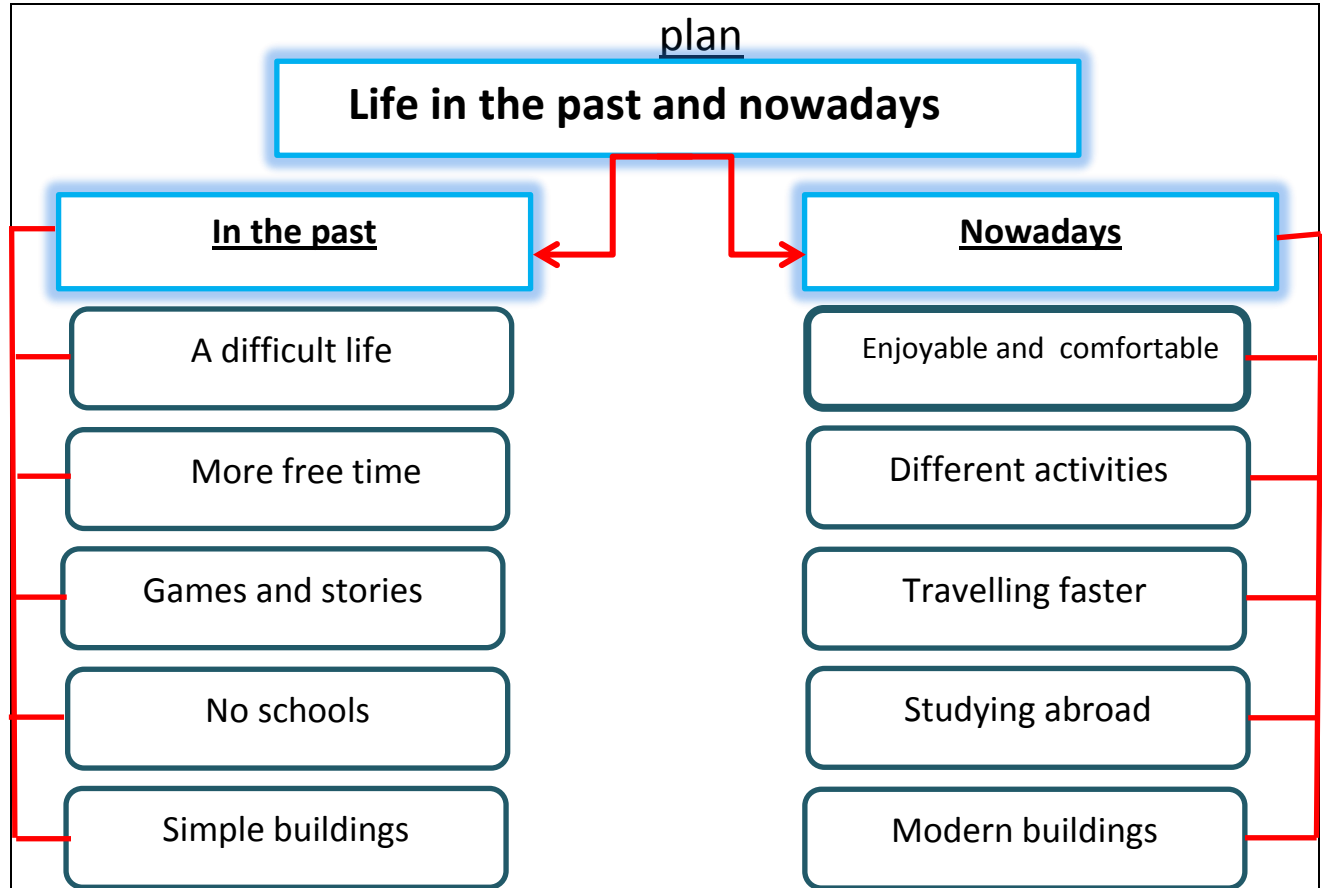 plan
Life in the past and nowadays
In the past
A difficult life
More free time
Games and stories
No schools
Simple buildings
Nowadays
Enjoyable and comfortable
Different activities
Travelling faster
Studying abroad
Modern buildings